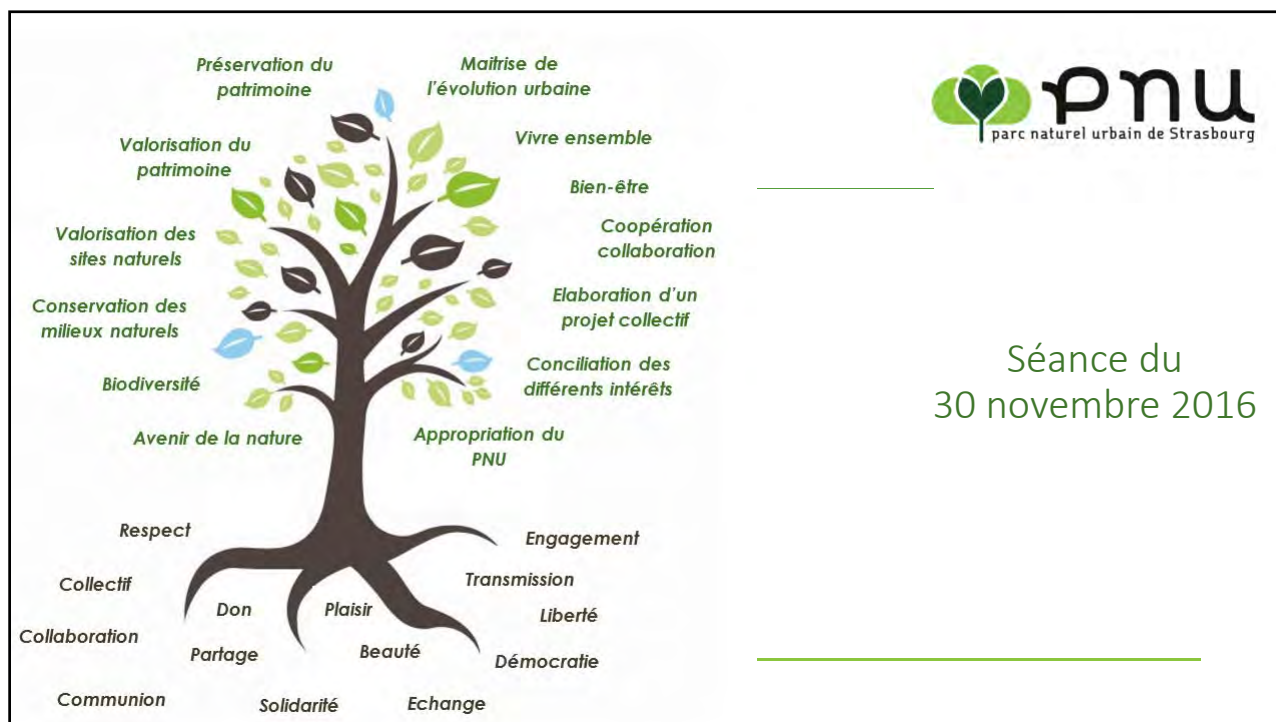 Préservation du
patrimoine
Maîtrise de
l'évolution urbaine
Valorisation du
patrimoine
Vivre ensemble
Bien-être
Valorisation des
sites naturels
Coopération
collaboration
Conservation des
milieux naturels
Elaboration d'un
projet collectif
Biodiversité
Conciliation des
différents intérêts
Avenir de la nature
Appropriation du
PNU
Respect
Engagement
Collectif
Transmission
Don
Plaisir
Liberté
Collaboration
Partage
Beauté
Démocratie
Communion
Solidarité
Echange
pnu
parc naturel urbain de Strasbourg
Séance du
30 novembre 2016